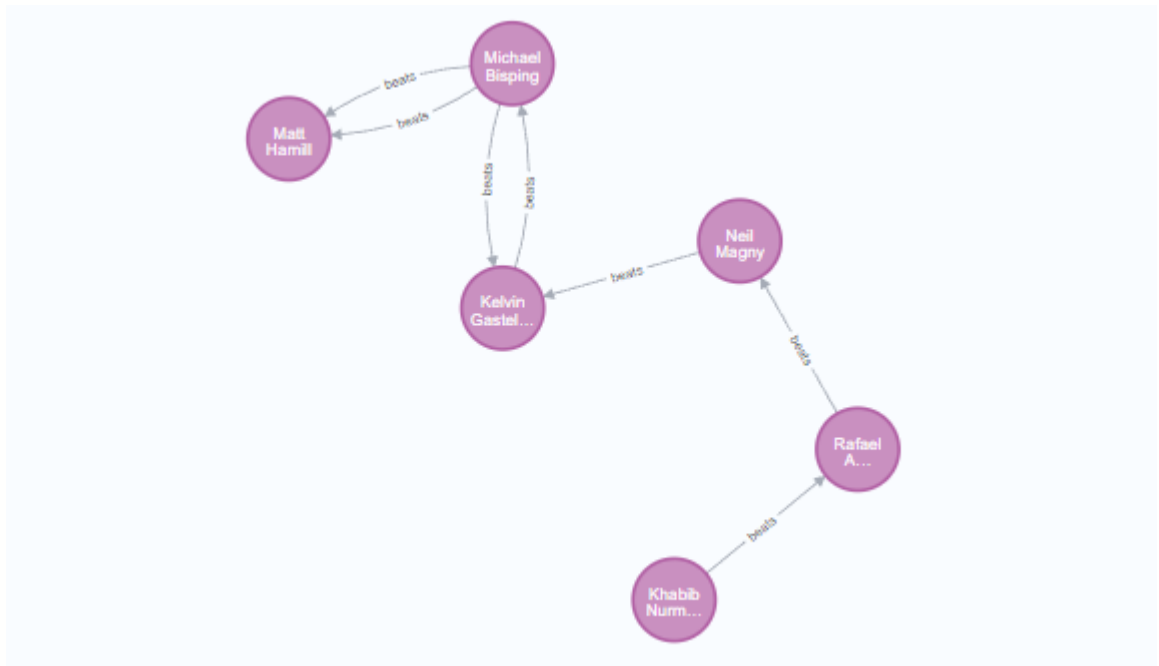 Michael
Bisping
beats
beats
Matt
Hamill
beats
beats
Neil
Magny
beats
Kelvin
Gastel...
beats
Rafael
A...
beats
Khabib
Nurm...